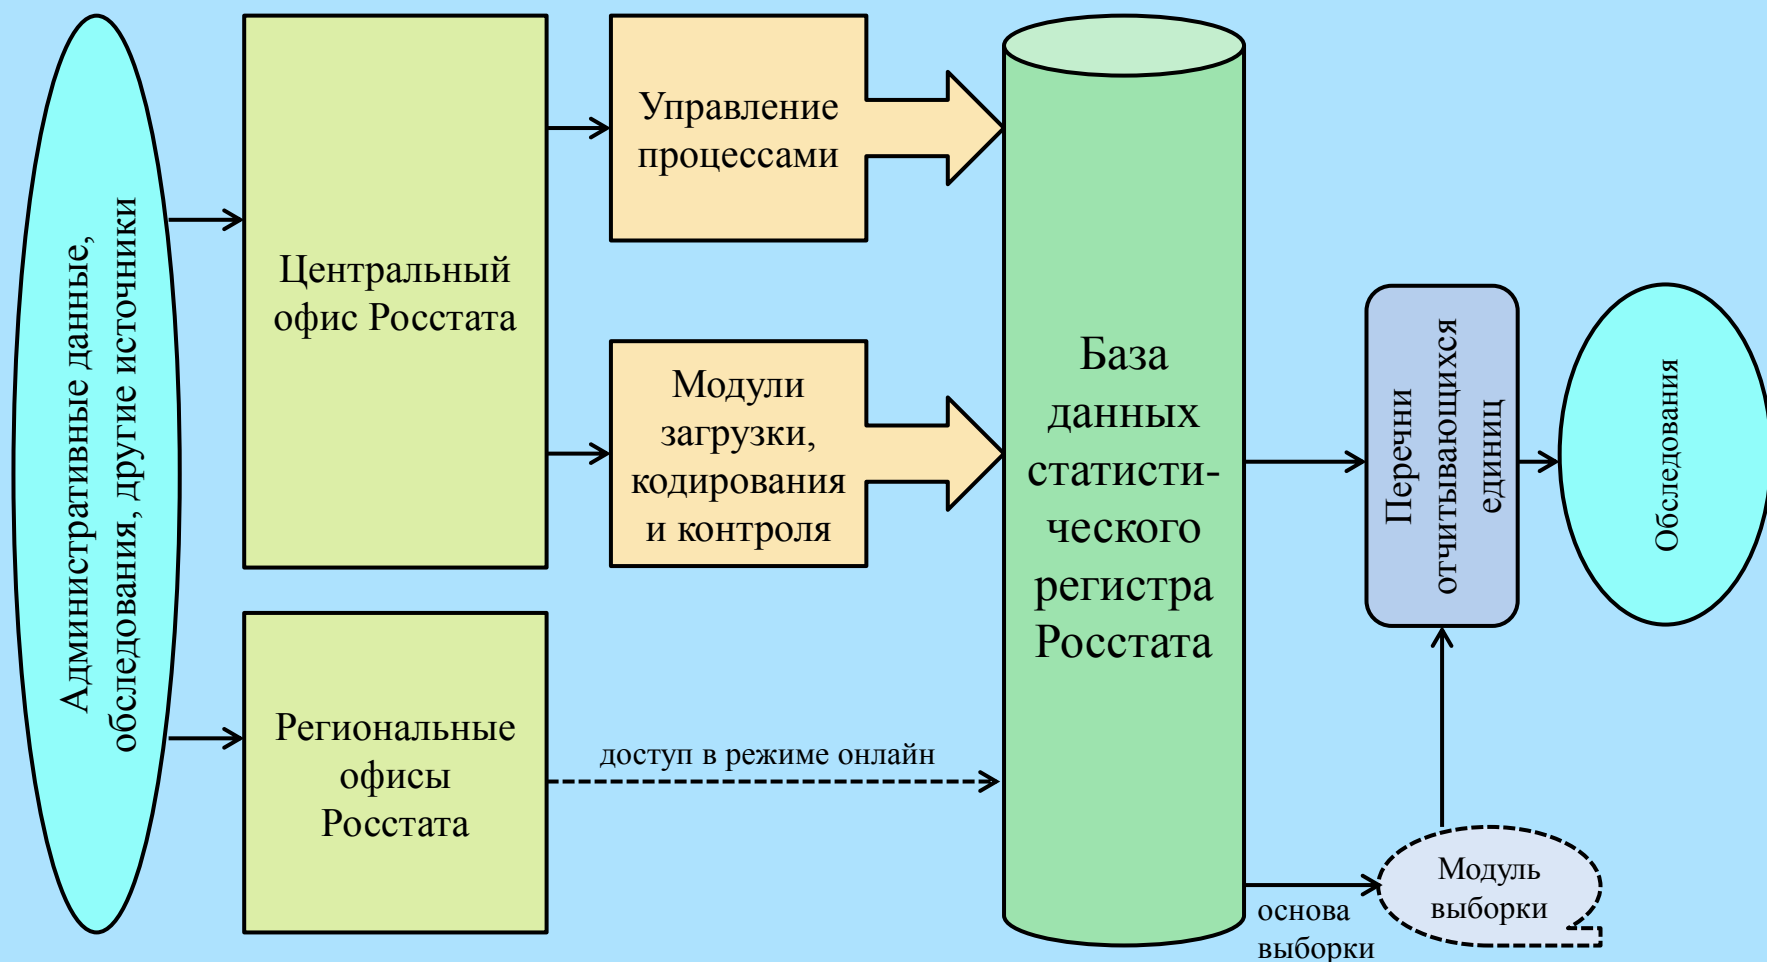 Административные данные,
обследования, другие источники
Центральный
офис Росстата
Региональные
офисы
Росстата
Управление
процессами
Модули
загрузки,
кодирования
и контроля
доступ в режиме онлайн
База
данных
статисти-
ческого
регистра
Росстата
основа
выборки
Перечни
отчитывающихся
единиц
Модуль
выборки
Обследования